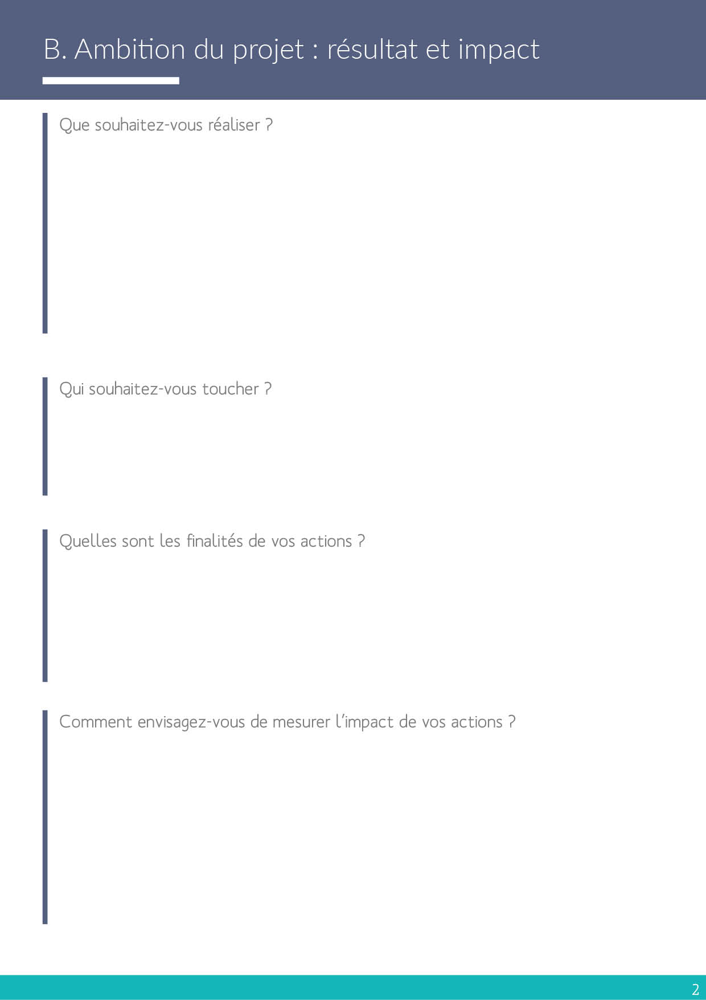 B. Ambition du projet : résultat et impact
Que souhaitez-vous réaliser ?
Qui souhaitez-vous toucher ?
Quelles sont les finalités de vos actions ?
Comment envisagez-vous de mesurer l'impact de vos actions ?
2